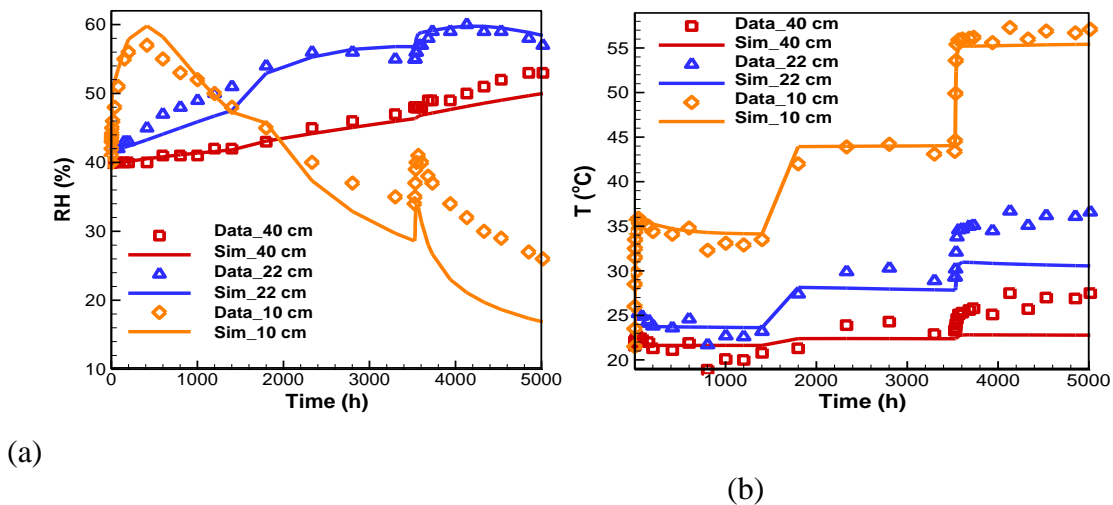 RH (%)
60
50
40
30
20
10
Data_40 cm
Sim_40 cm
Data_22 cm
Sim_22 cm
Data_10 cm
Sim_10 cm
0 1000 2000 3000 4000 5000
Time (h)
(a)
T (°C)
55
50
45
40
35
30
25
20
Data_40 cm
Sim_40 cm
Data_22 cm
Sim_22 cm
Data_10 cm
Sim_10 cm
1000 2000 3000 4000 5000
Time (h)
(b)